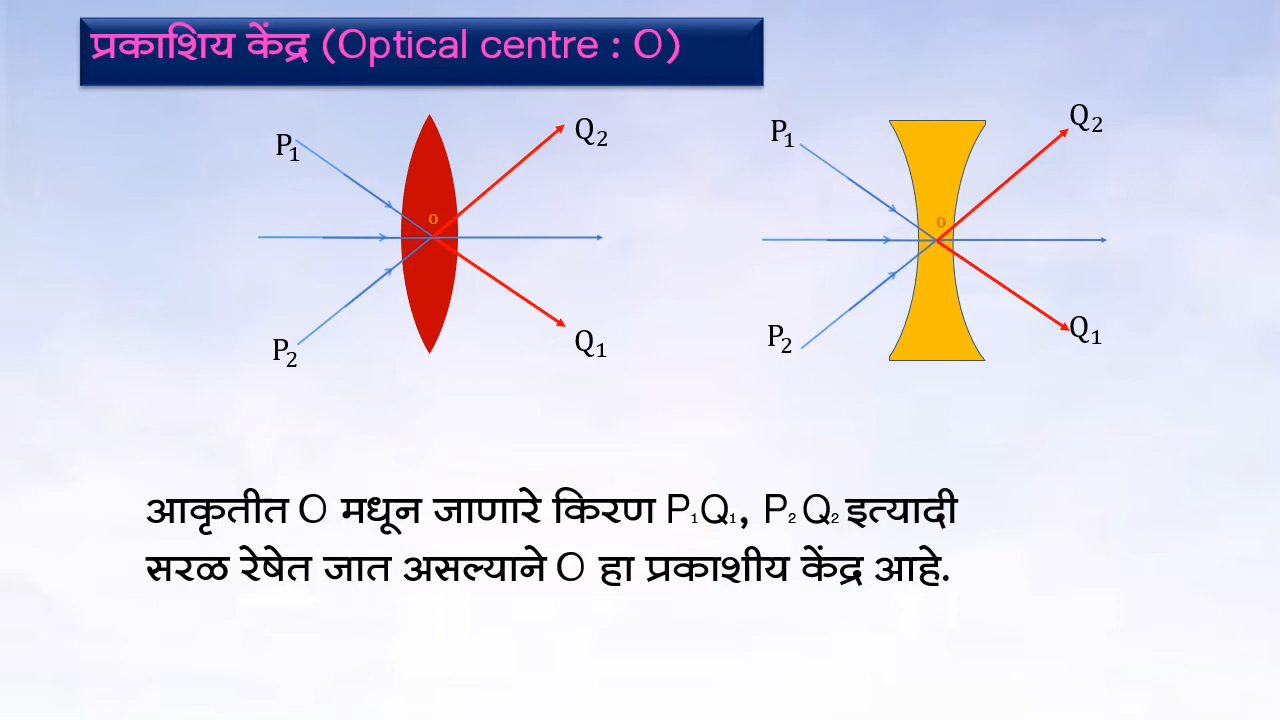 प्रकाशिय केंद्र (Optical centre : O)
P₁ Q₂ P₁ Q₂
O O
P₂ Q₁ P₂ Q₁
आकृतीत O मधून जाणारे किरण P₁Q₁, P₂ Q₂ इत्यादी
सरळ रेषेत जात असल्याने O हा प्रकाशीय केंद्र आहे.